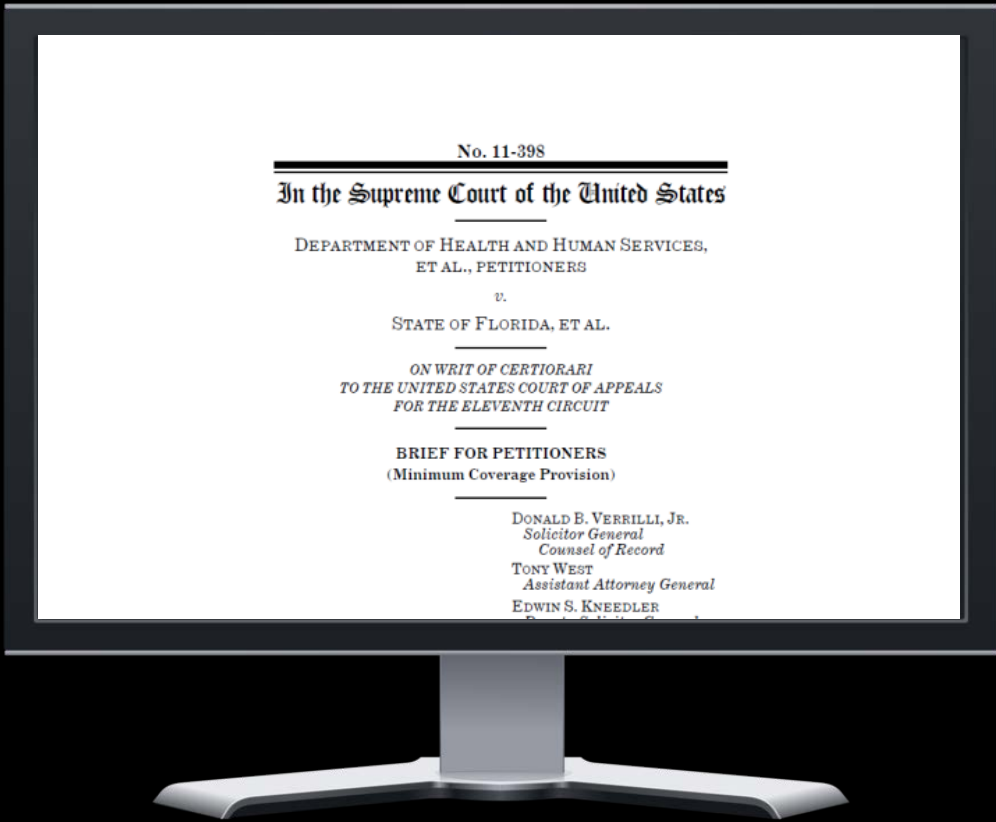 No. 11-398
In the Supreme Court of the United States
DEPARTMENT OF HEALTH AND HUMAN SERVICES,
ET AL., PETITIONERS
v.
STATE OF FLORIDA, ET AL.
ON WRIT OF CERTIORARI
TO THE UNITED STATES COURT OF APPEALS
FOR THE ELEVENTH CIRCUIT
BRIEF FOR PETITIONERS
(Minimum Coverage Provision)
DONALD B. VERRILLI, JR.
Solicitor General
Counsel of Record
TONY WEST
Assistant Attorney General
EDWIN S. KNEEDLER